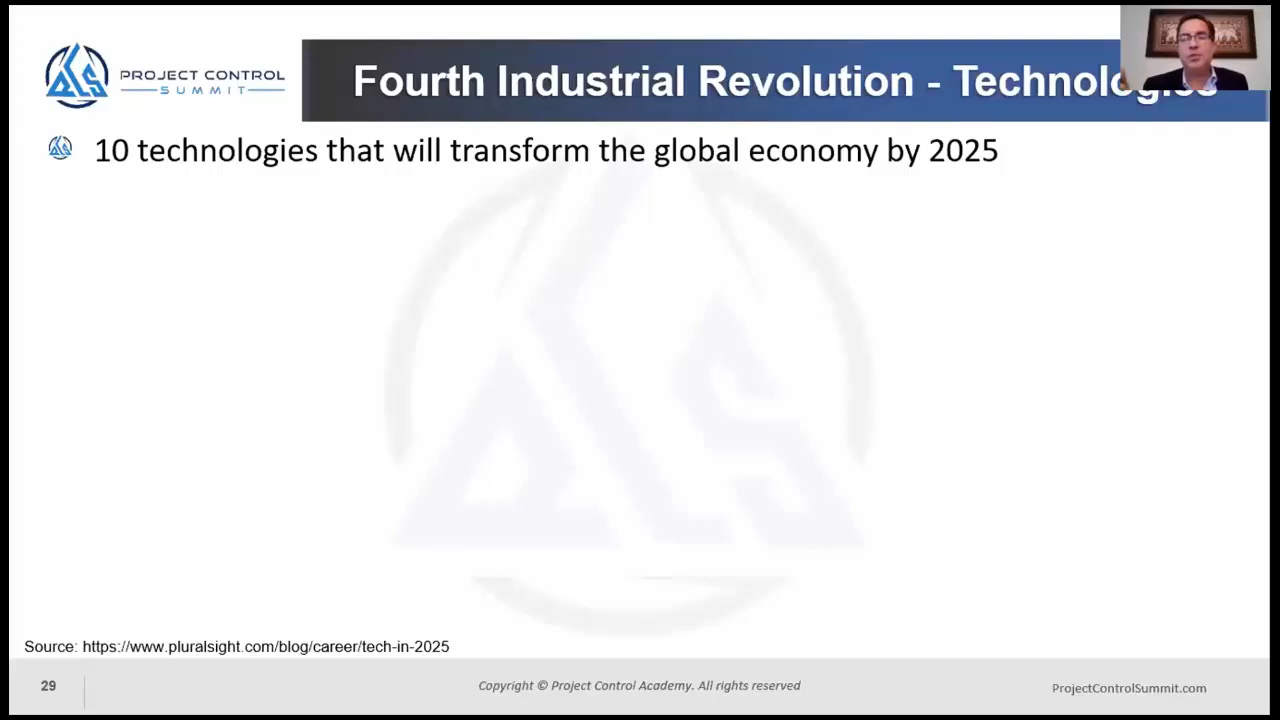 PROJECT CONTROL
SUMMIT
Fourth Industrial Revolution - Technologies
10 technologies that will transform the global economy by 2025
Source: https://www.pluralsight.com/blog/career/tech-in-2025
29
Copyright © Project Control Academy. All rights reserved
ProjectControlSummit.com